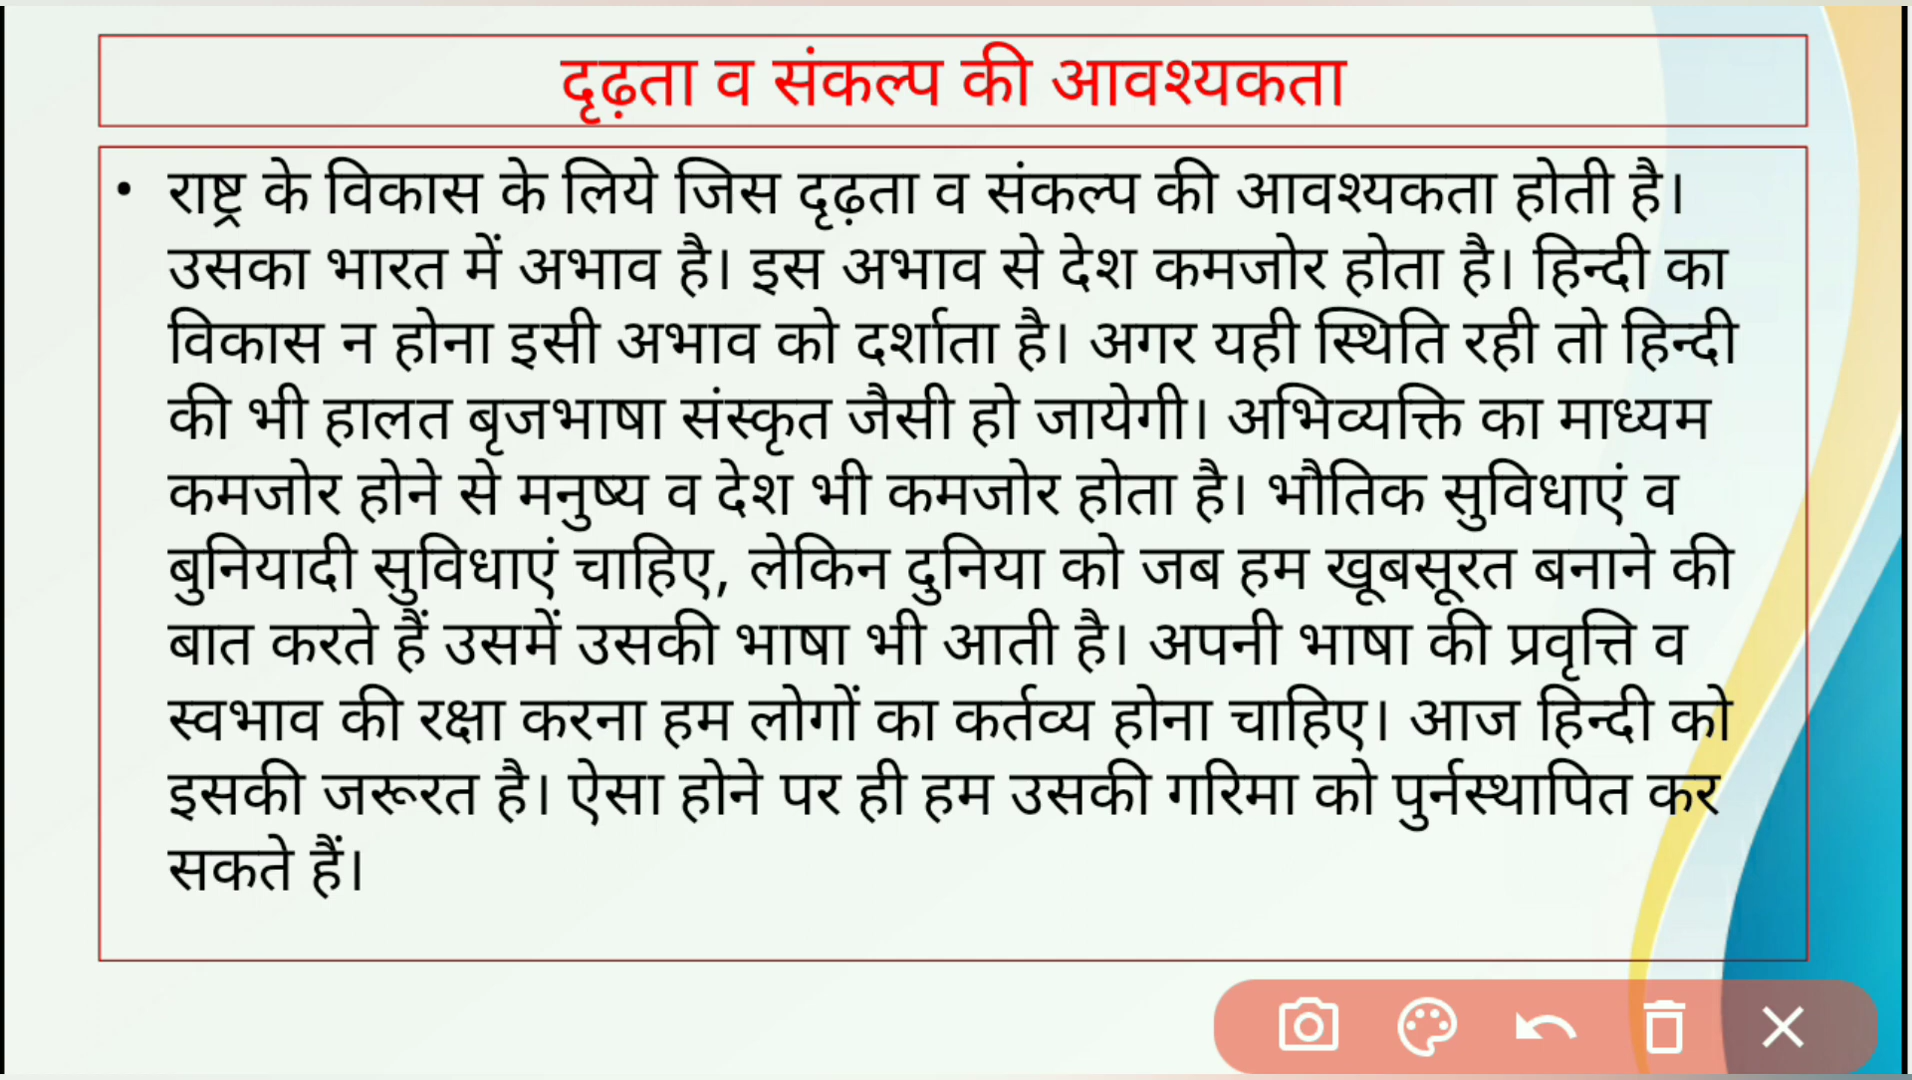 दृढ़ता व संकल्प की आवश्यकता
• राष्ट्र के विकास के लिये जिस दृढ़ता व संकल्प की आवश्यकता होती है।
उसका भारत में अभाव है। इस अभाव से देश कमजोर होता है। हिन्दी का
विकास न होना इसी अभाव को दर्शाता है। अगर यही स्थिति रही तो हिन्दी
की भी हालत बृजभाषा संस्कृत जैसी हो जायेगी। अभिव्यक्ति का माध्यम
कमजोर होने से मनुष्य व देश भी कमजोर होता है। भौतिक सुविधाएं व
बुनियादी सुविधाएं चाहिए, लेकिन दुनिया को जब हम खूबसूरत बनाने की
बात करते हैं उसमें उसकी भाषा भी आती है। अपनी भाषा की प्रवृत्ति व
स्वभाव की रक्षा करना हम लोगों का कर्तव्य होना चाहिए। आज हिन्दी को
इसकी जरूरत है। ऐसा होने पर ही हम उसकी गरिमा को पुर्नस्थापित कर
सकते हैं।